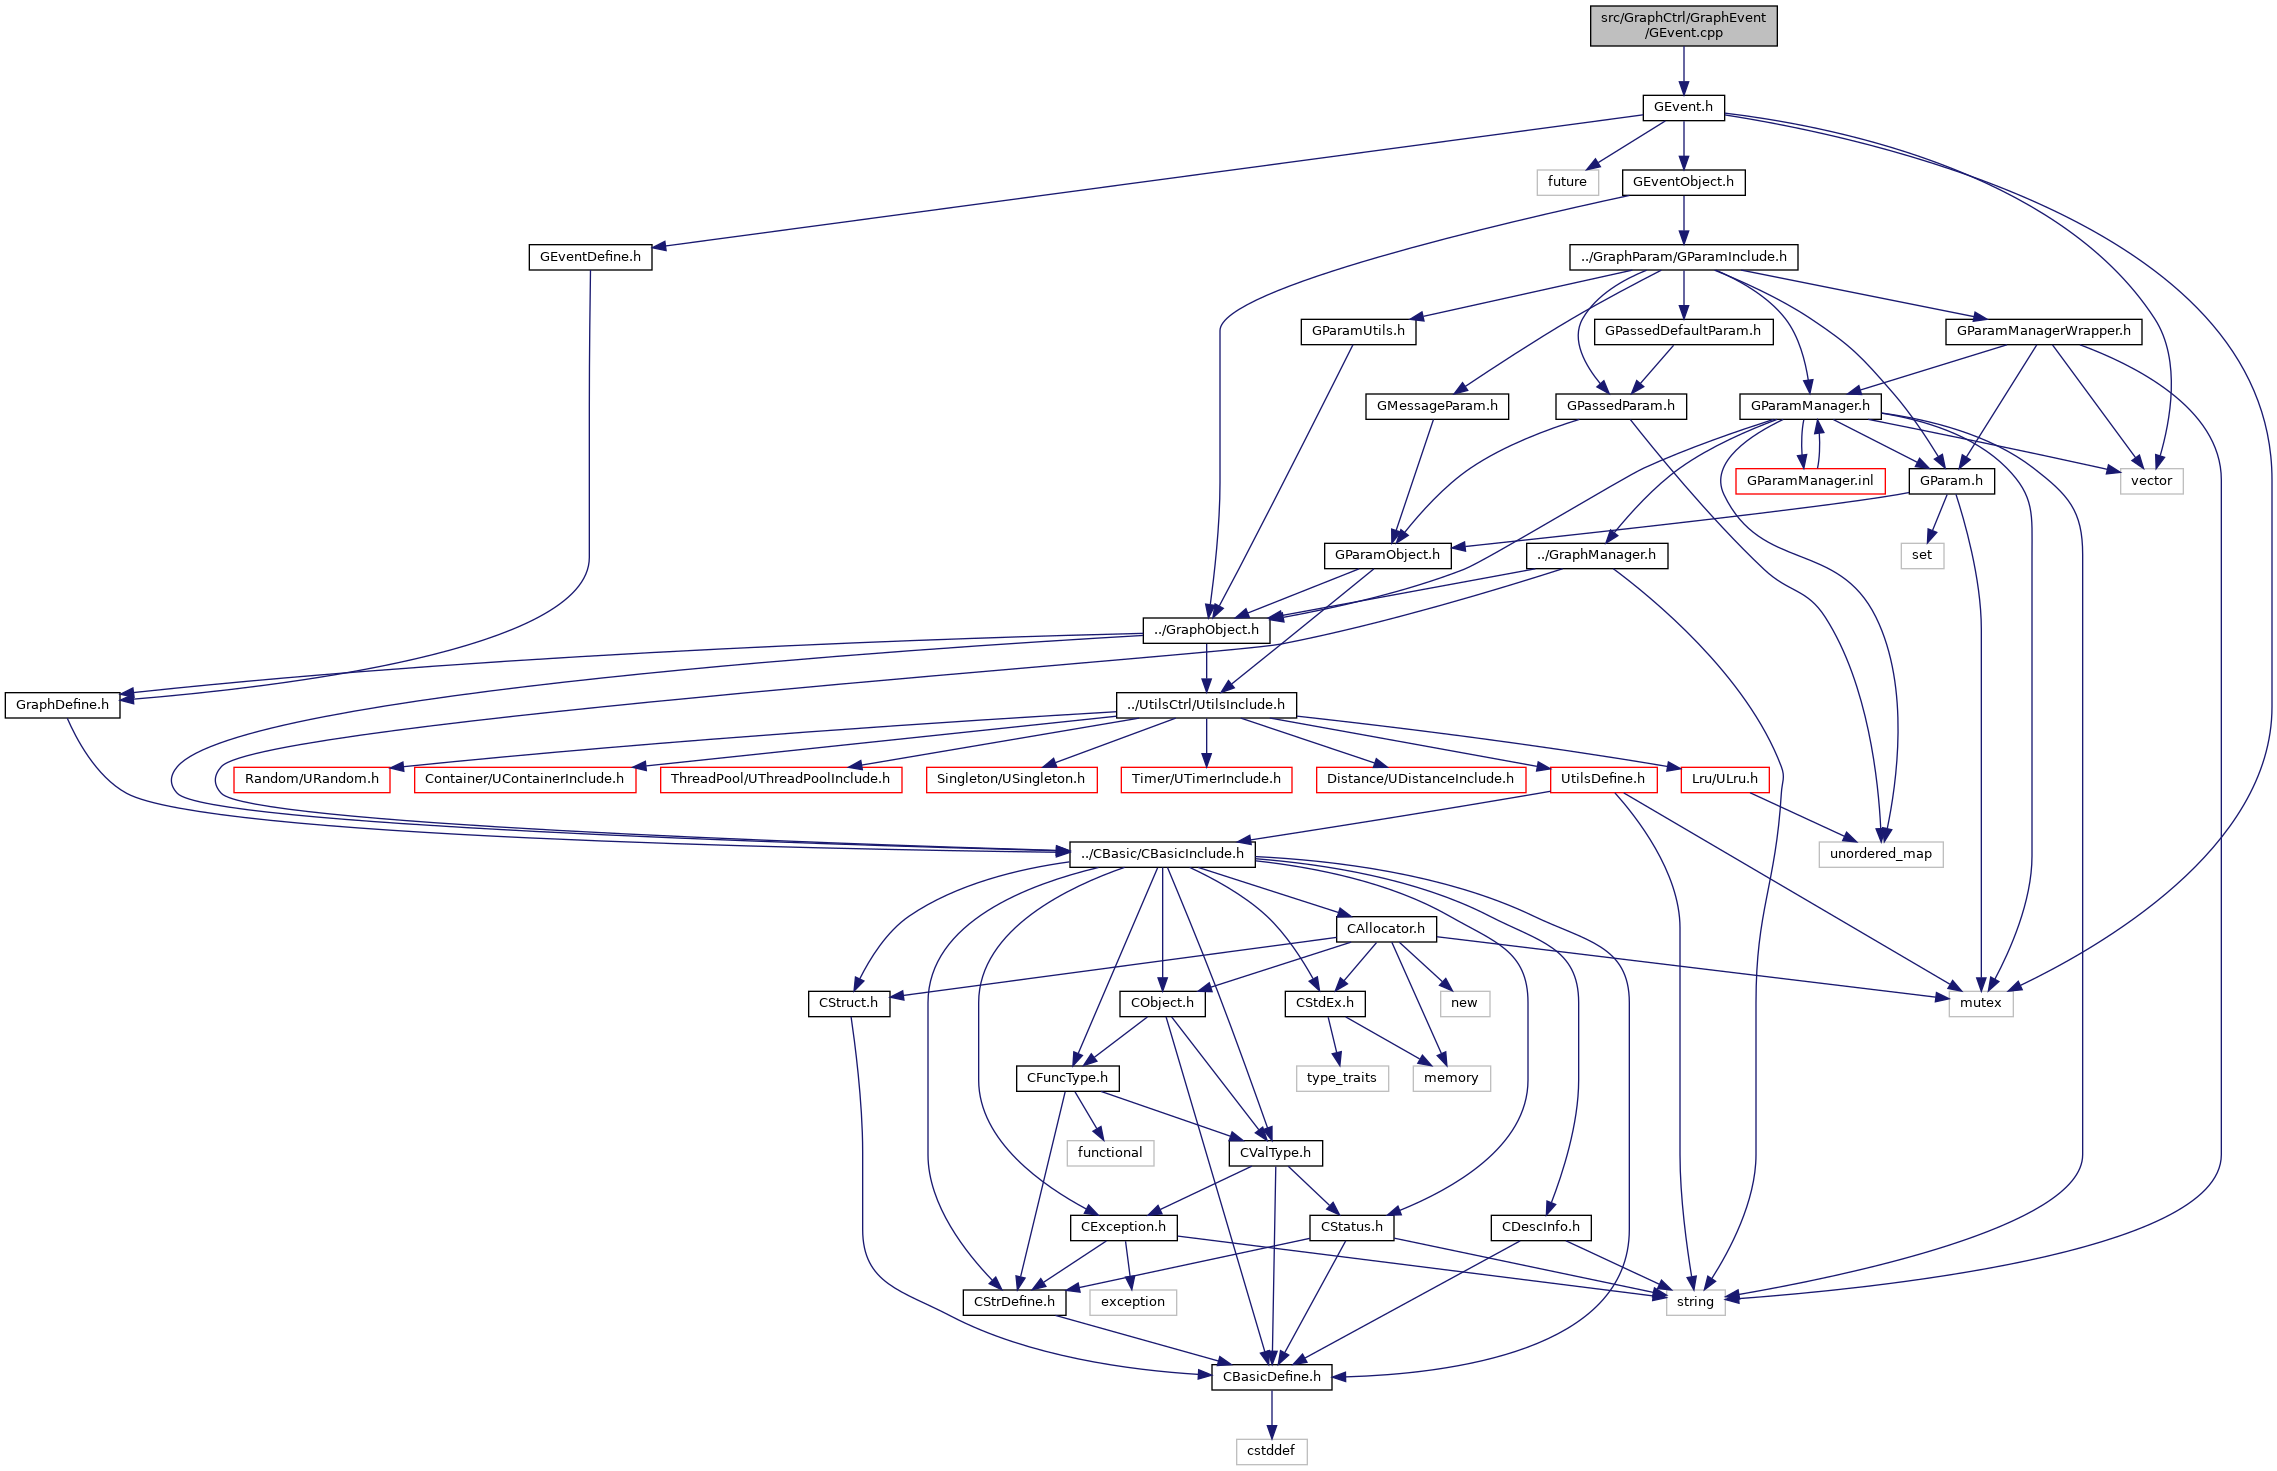 src/GraphCtrl/GraphEvent
/GEvent.cpp
GEvent.h
future
GEventObject.h
GEventDefine.h
../GraphParam/GParamInclude.h
GParamUtils.h
GPassedDefaultParam.h
GParamManagerWrapper.h
GMessageParam.h
GPassedParam.h
GParamManager.h
GParamManager.inl
GParam.h
vector
GParamObject.h
../GraphManager.h
set
../GraphObject.h
GraphDefine.h
../UtilsCtrl/UtilsInclude.h
Random/URandom.h
Container/UContainerInclude.h
ThreadPool/UThreadPoolInclude.h
Singleton/USingleton.h
Timer/UTimerInclude.h
Distance/UDistanceInclude.h
UtilsDefine.h
Lru/ULru.h
../CBasic/CBasicInclude.h
unordered_map
CAllocator.h
CStruct.h
CObject.h
CStdEx.h
new
mutex
CFuncType.h
type_traits
memory
functional
CValType.h
CException.h
CStatus.h
CDescInfo.h
CStrDefine.h
exception
string
CBasicDefine.h
cstddef